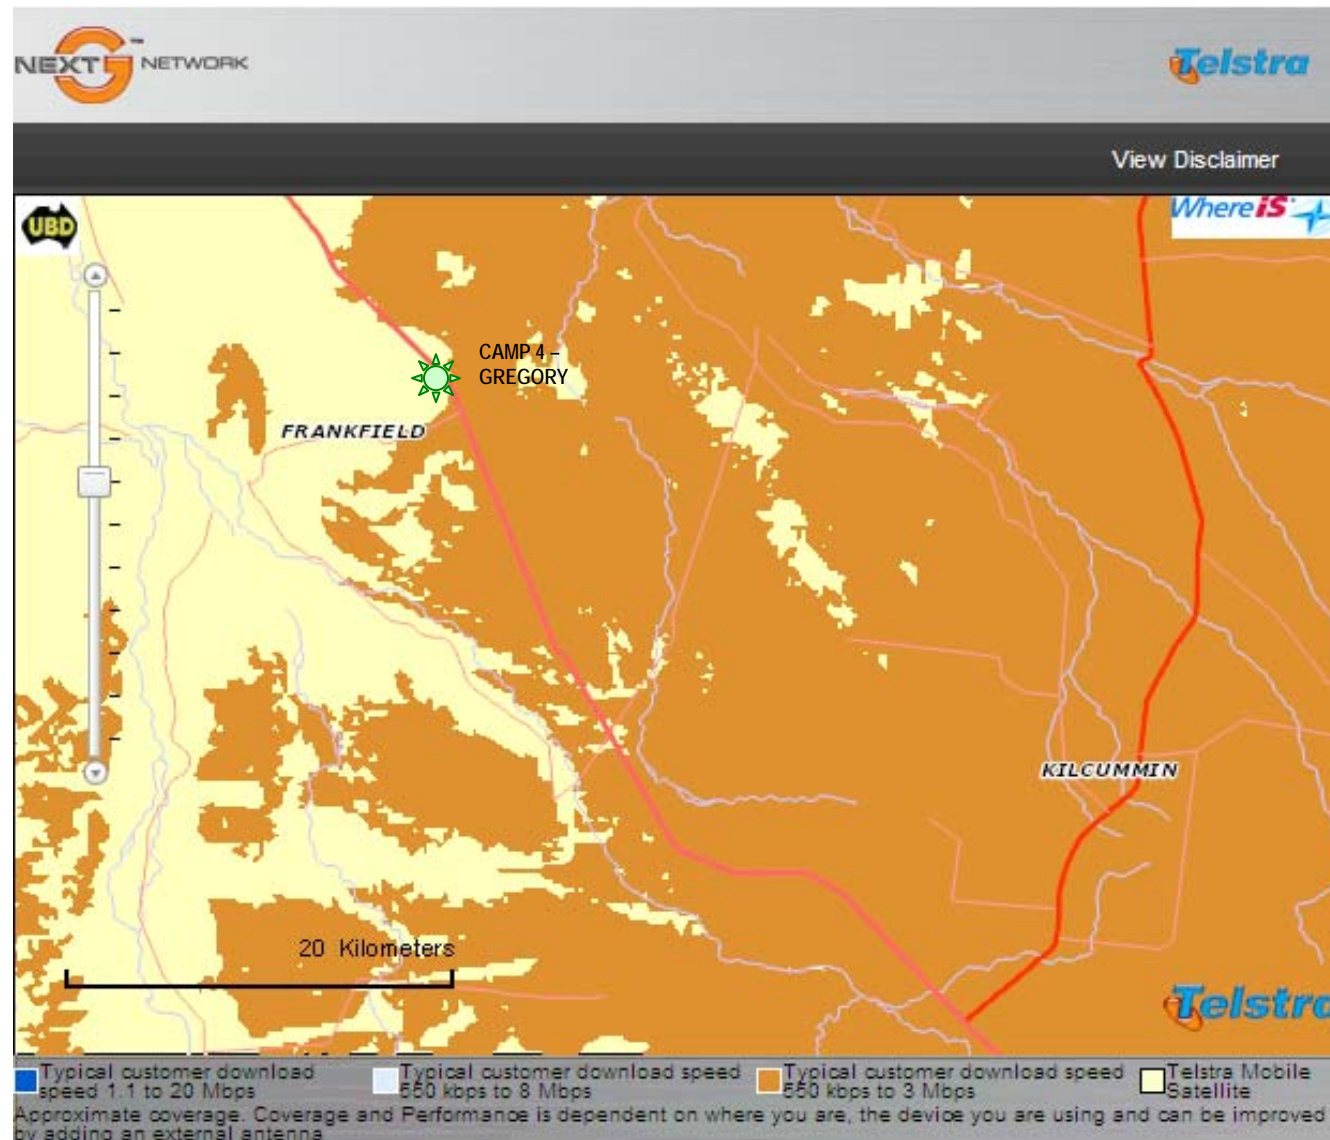 NEXT G™ NETWORK
Telstra
View Disclaimer
UBD
Whereis
CAMP 4 –
GREGORY
FRANKFIELD
KILCUMMIN
20 Kilometers
Telstra
Typical customer download
speed 1.1 to 20 Mbps
Typical customer download speed
550 kbps to 8 Mbps
Typical customer download speed
550 kbps to 3 Mbps
Telstra Mobile
Satellite
Approximate coverage. Coverage and Performance is dependent on where you are, the device you are using and can be improved
by adding an external antenna